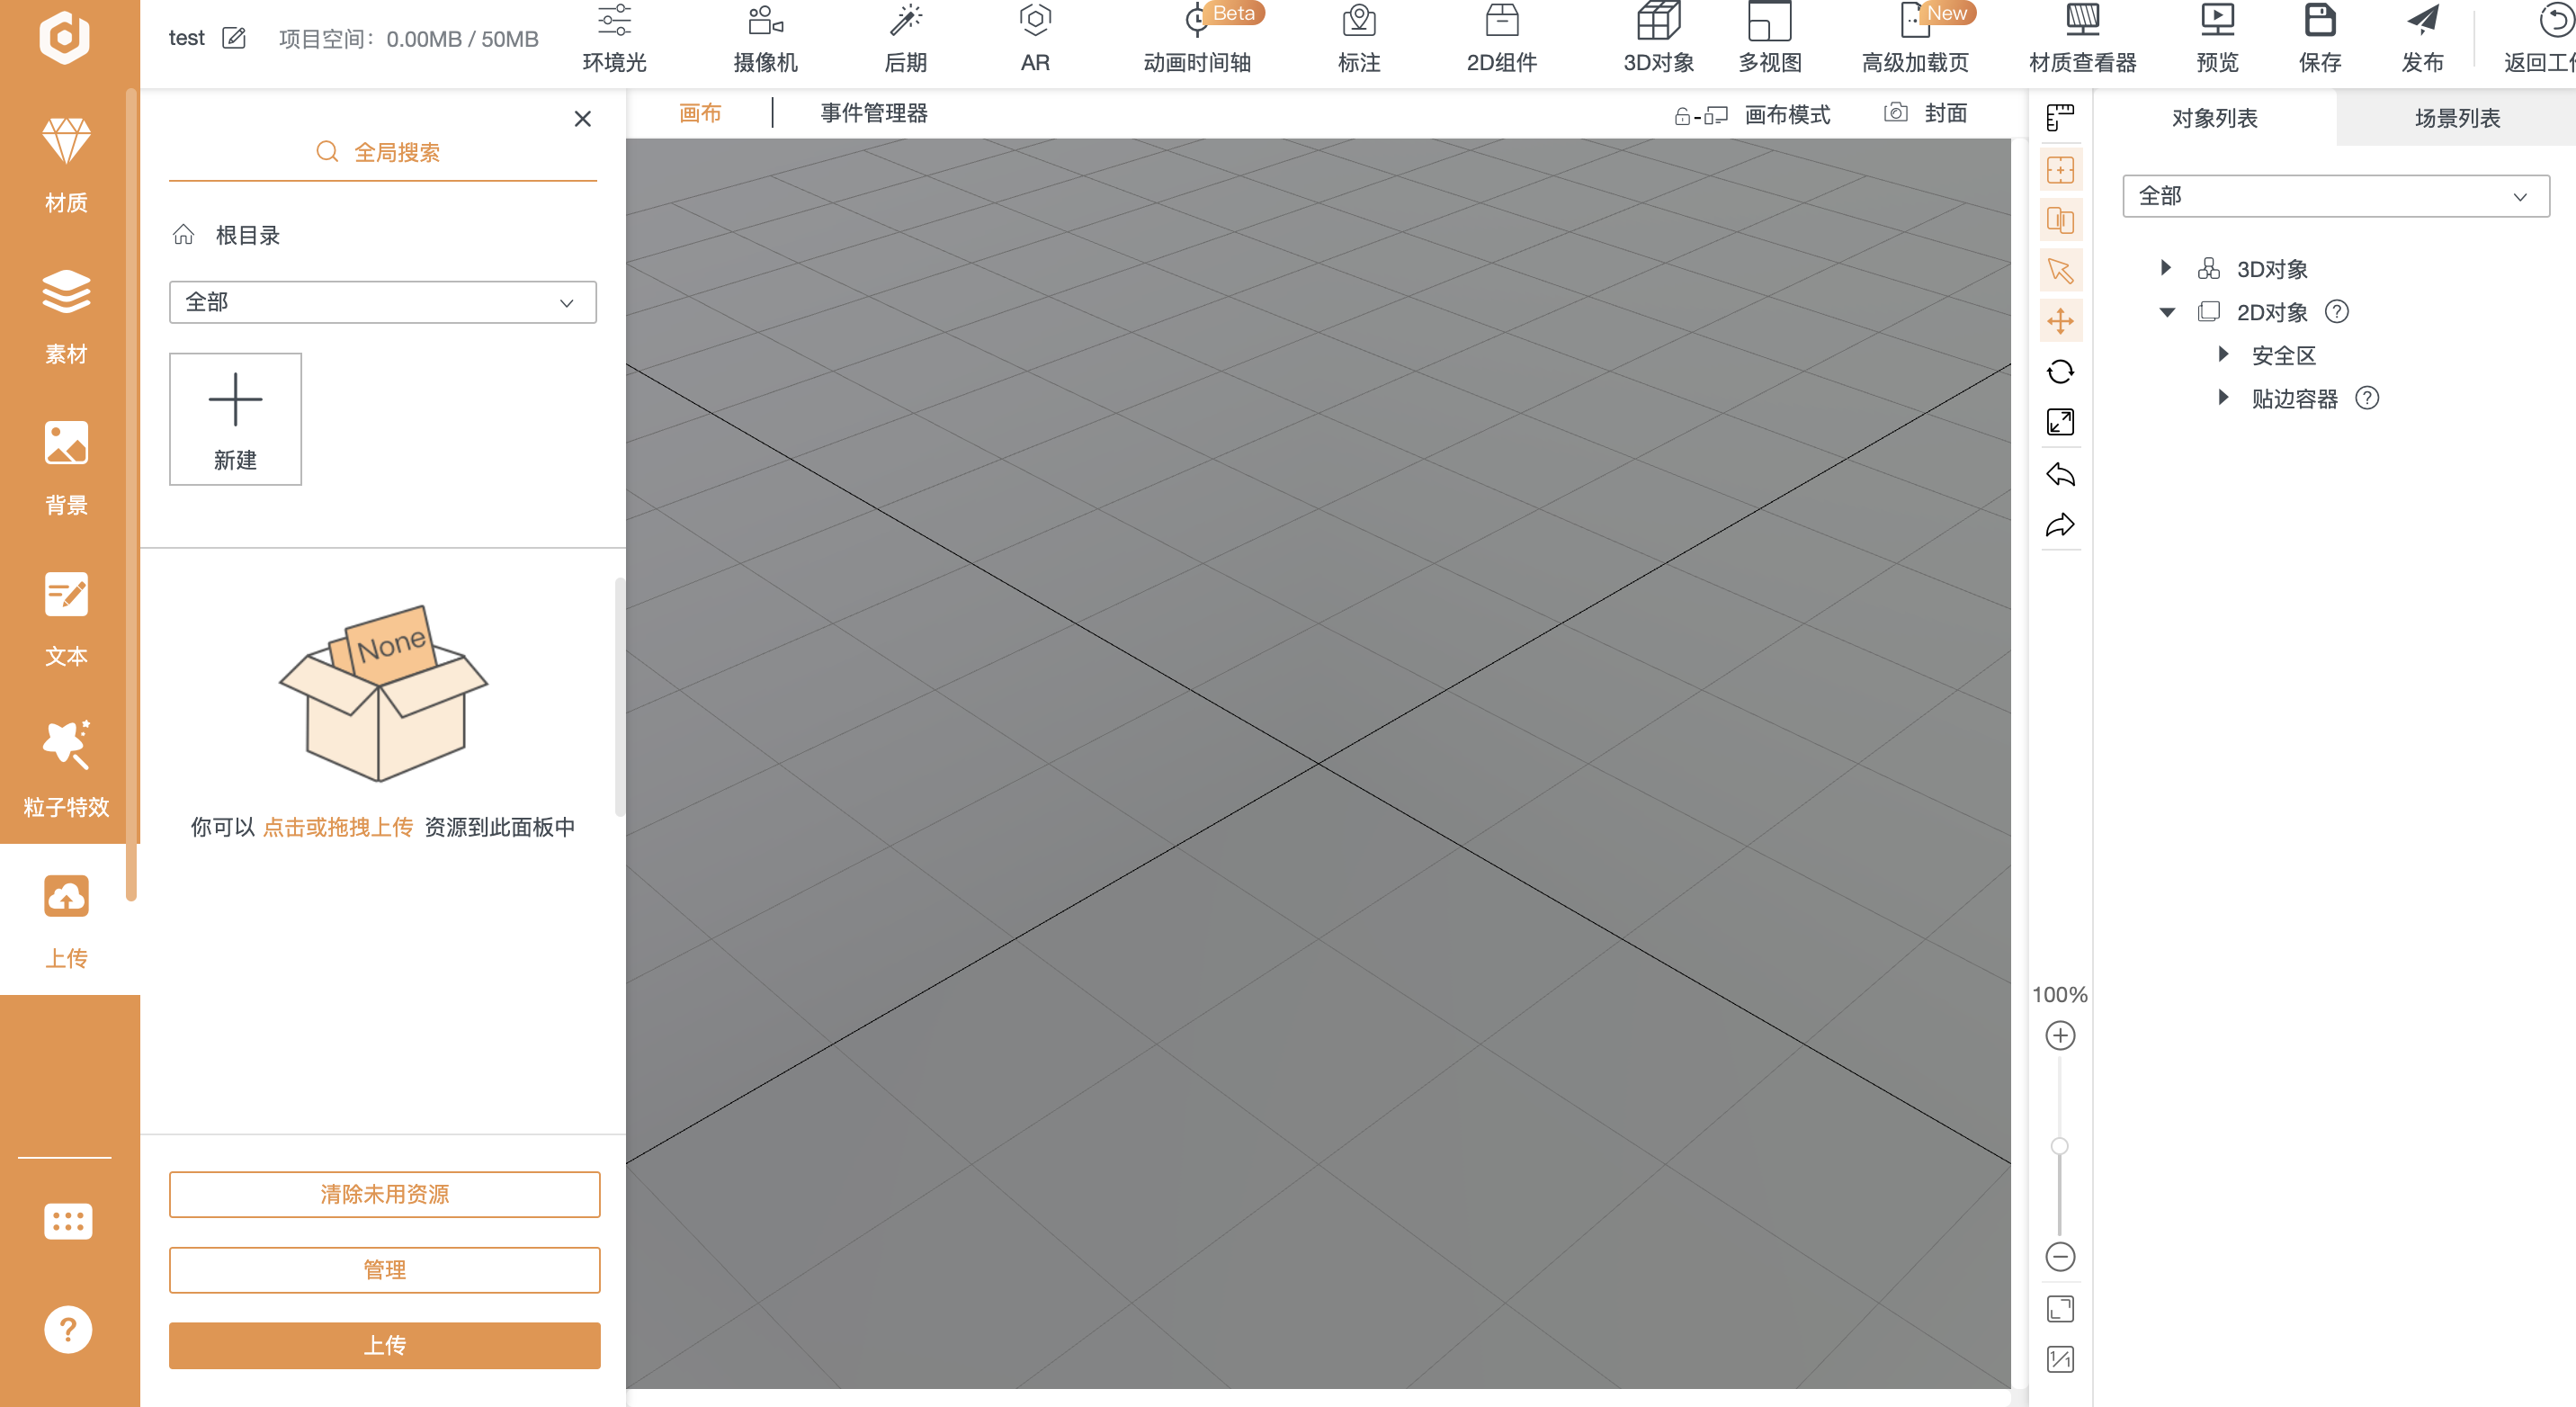 test 项目空间：0.00MB / 50MB
环境光
摄像机
后期
AR
Beta
动画时间轴
标注
2D组件
3D对象
多视图
New
高级加载页
材质查看器
预览
保存
发布
返回工
材质
素材
背景
文本
粒子特效
上传
全局搜索
根目录
全部
新建
None
你可以 点击或拖拽上传 资源到此面板中
清除未用资源
管理
上传
画布
事件管理器
画布模式
封面
100%
1/1
对象列表
场景列表
全部
3D对象
2D对象 ?
安全区
贴边容器 ?
?